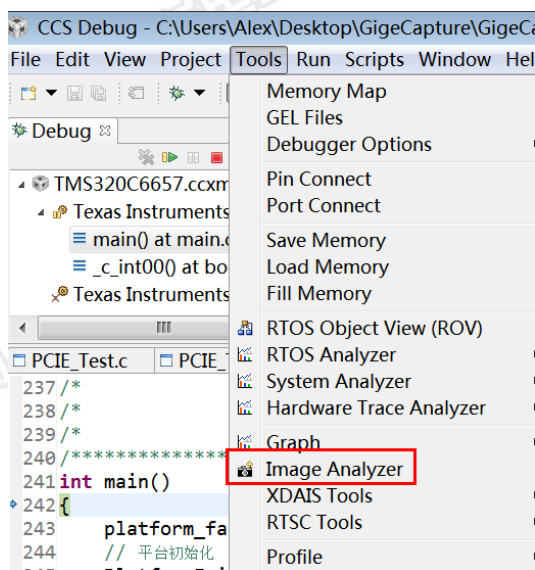 CCS Debug - C:\Users\Alex\Desktop\GigeCapture\GigeCa
File Edit View Project Tools Run Scripts Window Hel
Memory Map
GEL Files
Debugger Options
Pin Connect
Port Connect
Save Memory
Load Memory
Fill Memory
RTOS Object View (ROV)
RTOS Analyzer
System Analyzer
Hardware Trace Analyzer
Graph
Image Analyzer
XDAIS Tools
RTSC Tools
Profile
Debug
TMS320C6657.ccxm
Texas Instruments
main() at main.c
_c_int00() at bo
Texas Instruments
PCIE_Test.c PCIE_
237 /*
238 /*
239 /*
240 /***************
241 int main()
242 {
243 platform_fa
244 // 平台初始化